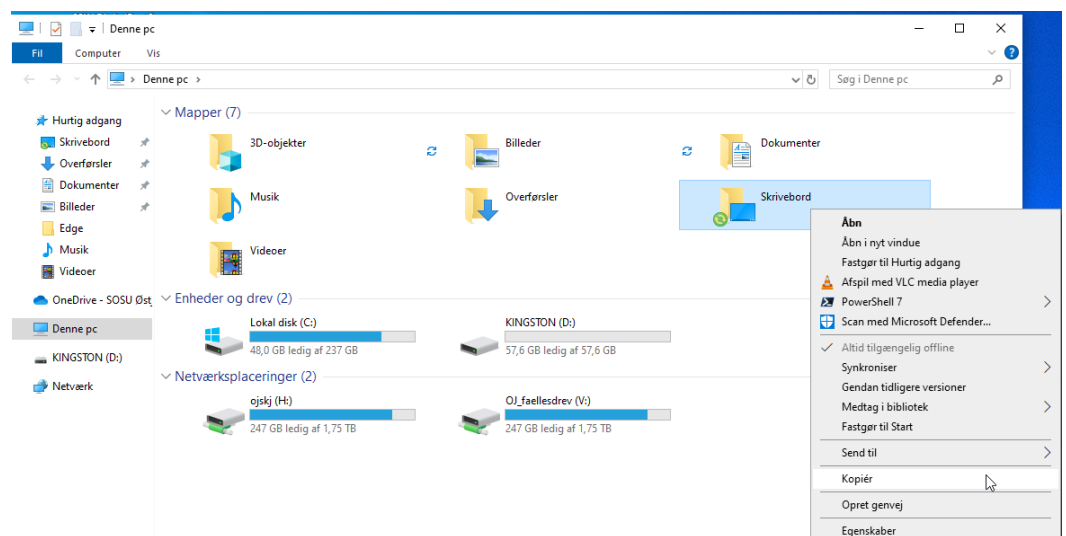 Denne pc
Fil Computer Vis
Denne pc
Søg i Denne pc
Hurtig adgang
Skrivebord
Overførsler
Dokumenter
Billeder
Edge
Musik
Videoer
OneDrive - SOSU Øst
Denne pc
KINGSTON (D:)
Netværk
Mapper (7)
3D-objekter
Billeder
Dokumenter
Musik
Overførsler
Skrivebord
Videoer
Enheder og drev (2)
Lokal disk (C:)
48,0 GB ledig af 237 GB
KINGSTON (D:)
57,6 GB ledig af 57,6 GB
Netværksplaceringer (2)
ojskj (H:)
247 GB ledig af 1,75 TB
OJ_faellesdrev (V:)
247 GB ledig af 1,75 TB
Åbn
Åbn i nyt vindue
Fastgør til Hurtig adgang
Afspil med VLC media player
PowerShell 7
Scan med Microsoft Defender...
Altid tilgængelig offline
Synkroniser
Gendan tidligere versioner
Medtag i bibliotek
Fastgør til Start
Send til
Kopiér
Opret genvej
Egenskaber